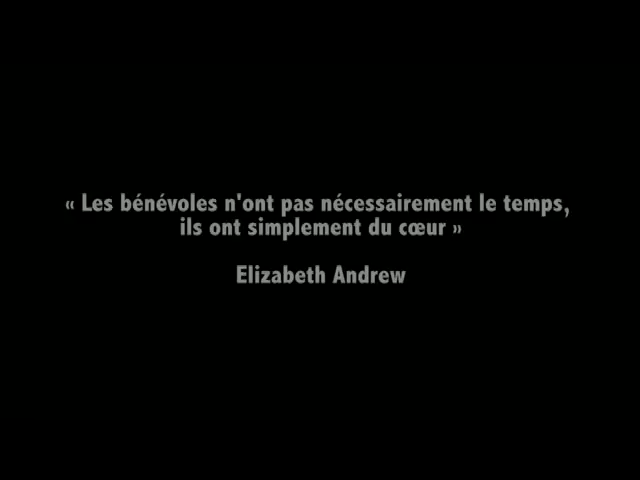 « Les bénévoles n'ont pas nécessairement le temps,
ils ont simplement du cœur »
Elizabeth Andrew